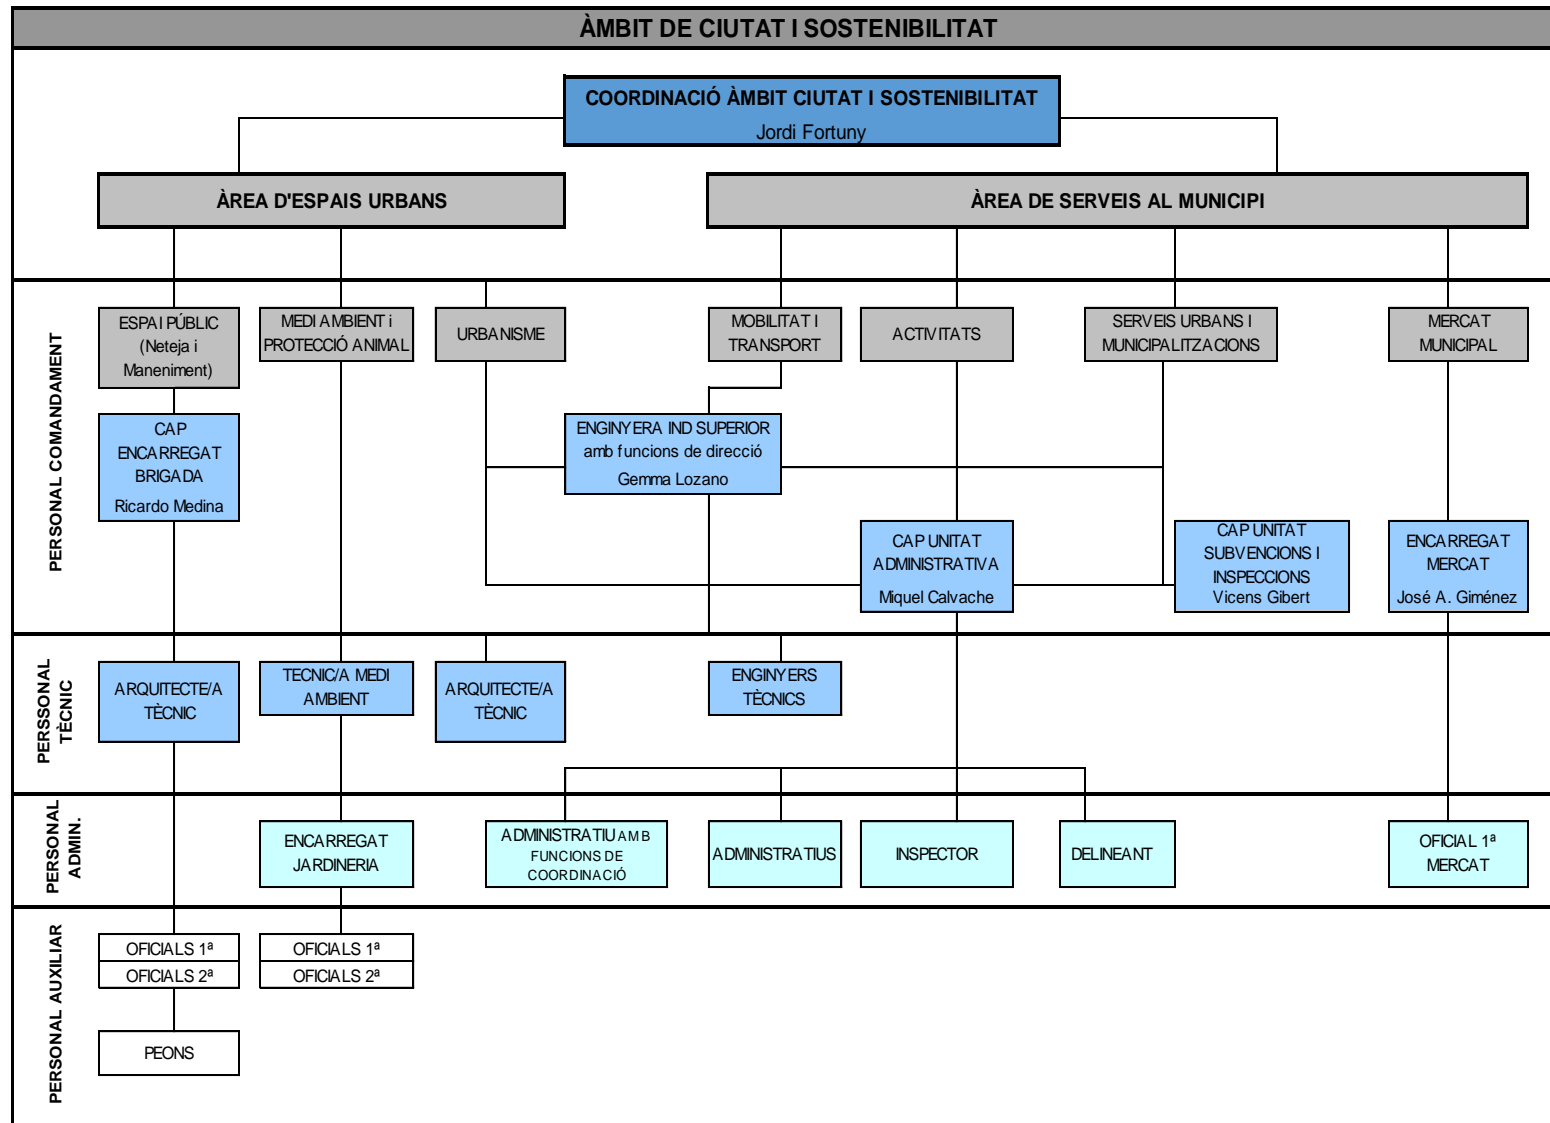 ÀMBIT DE CIUTAT I SOSTENIBILITAT
COORDINACIÓ ÀMBIT CIUTAT I SOSTENIBILITAT
Jordi Fortuny
ÀREA D'ESPAIS URBANS
ÀREA DE SERVEIS AL MUNICIPI
PERSONAL COMANDAMENT
ESPAI PÚBLIC
(Neteja i
Maneniment)
MEDI AMBIENT i
PROTECCIÓ ANIMAL
URBANISME
MOBILITAT I
TRANSPORT
ACTIVITATS
SERVEIS URBANS I
MUNICIPALITZACIONS
MERCAT
MUNICIPAL
CAP
ENCARREGAT
BRIGADA
Ricardo Medina
ENGINYERA IND SUPERIOR
amb funcions de direcció
Gemma Lozano
CAP UNITAT
ADMINISTRATIVA
Miquel Calvache
CAP UNITAT
SUBVENCIONS I
INSPECCIONS
Vicens Gibert
ENCARREGAT
MERCAT
José A. Giménez
PERSSONAL
TÈCNIC
ARQUITECTE/A
TÈCNIC
TECNIC/A MEDI
AMBIENT
ARQUITECTE/A
TÈCNIC
ENGINYERS
TÈCNICS
PERSONAL
ADMIN.
ENCARREGAT
JARDINERIA
ADMINISTRATIU AMB
FUNCIONS DE
COORDINACIÓ
ADMINISTRATIUS
INSPECTOR
DELINEANT
OFICIAL 1ª
MERCAT
PERSONAL AUXILIAR
OFICIALS 1ª
OFICIALS 2ª
OFICIALS 1ª
OFICIALS 2ª
PEONS